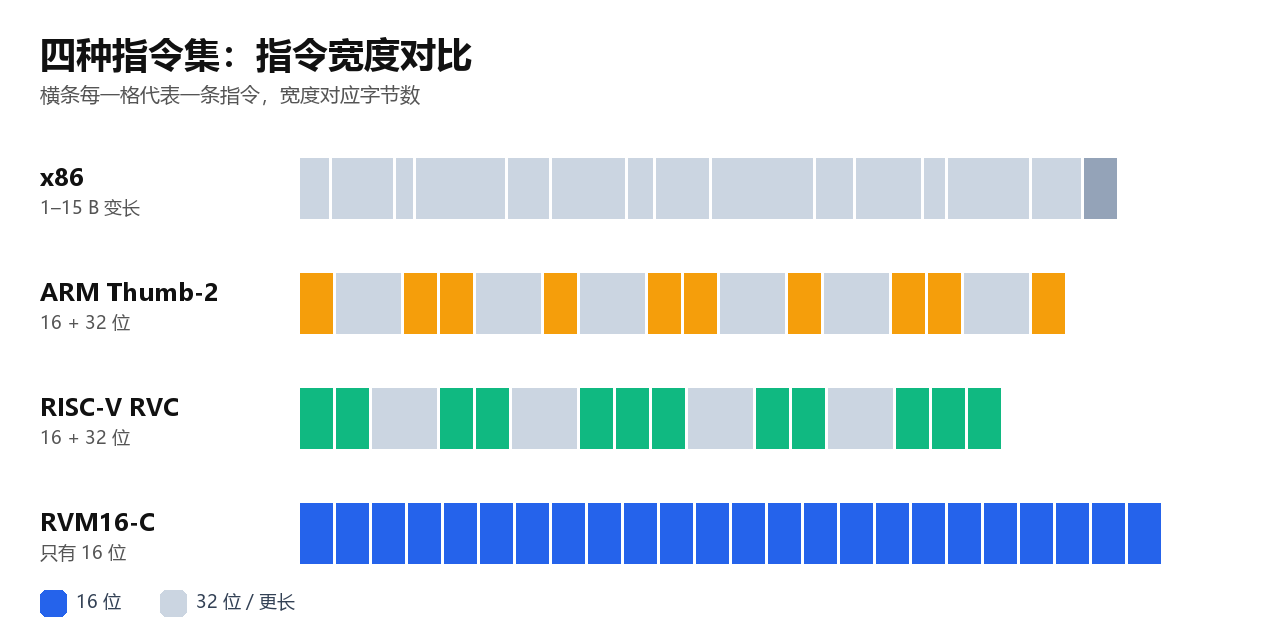 四种指令集：指令宽度对比
横条每一格代表一条指令，宽度对应字节数
x86
1–15 B 变长
ARM Thumb-2
16 + 32 位
RISC-V RVC
16 + 32 位
RVM16-C
只有 16 位
16 位
32 位 / 更长